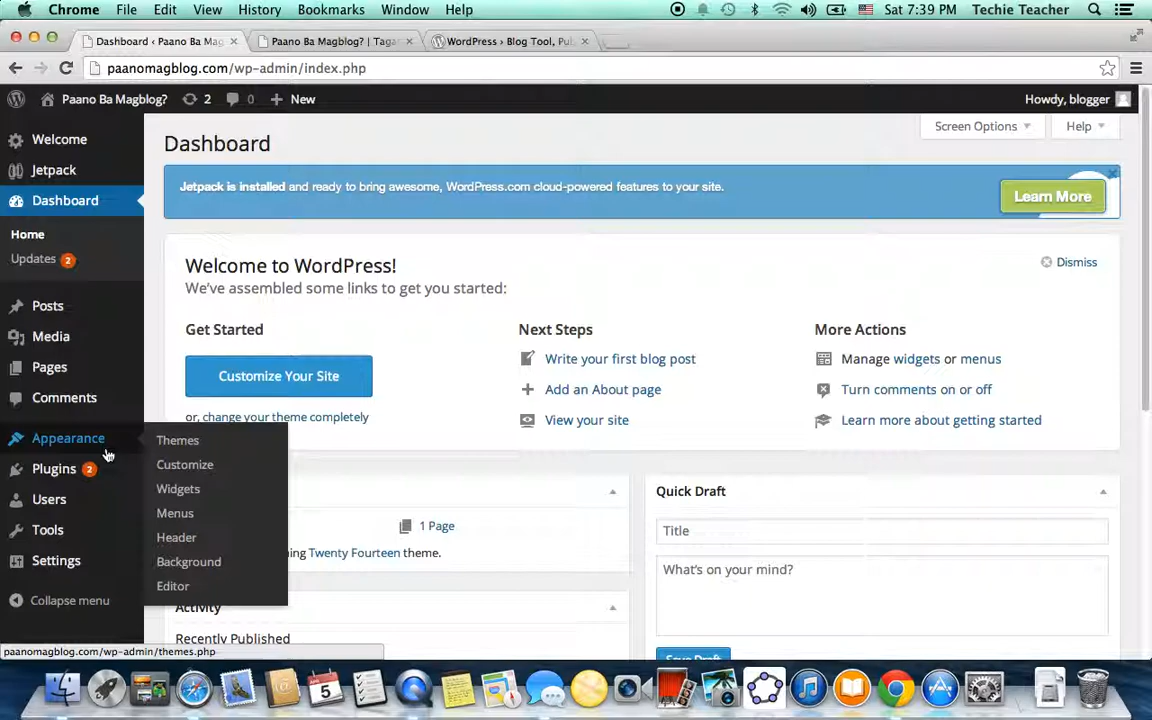 Chrome File Edit View History Bookmarks Window Help Sat 7:39 PM Techie Teacher
Dashboard ‹ Paano Ba Mag Paano Ba Magblog? | Taga WordPress › Blog Tool, Pu
paanomagblog.com/wp-admin/index.php
Paano Ba Magblog? 2 0 New Howdy, blogger
Welcome
Jetpack
Dashboard
Home
Updates 2
Posts
Media
Pages
Comments
Appearance
Plugins 2
Users
Tools
Settings
Collapse menu
Themes
Customize
Widgets
Menus
Header
Background
Editor
Screen Options Help
Dashboard
Jetpack is installed and ready to bring awesome, WordPress.com cloud-powered features to your site.
Learn More
Welcome to WordPress!
We've assembled some links to get you started:
Dismiss
Get Started
Customize Your Site
or, change your theme completely
Next Steps
Write your first blog post
Add an About page
View your site
More Actions
Manage widgets or menus
Turn comments on or off
Learn more about getting started
1 Page
Twenty Fourteen theme.
Activity
Recently Published
Quick Draft
Title
What's on your mind?
Save Draft
paanomagblog.com/wp-admin/themes.php
5